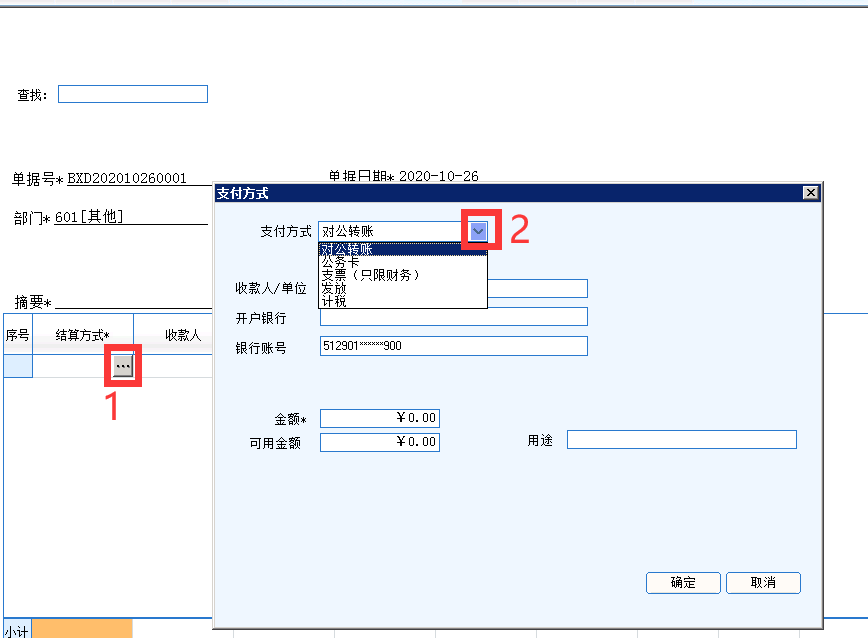 查找：
单据号* BXD202010260001
单据日期* 2020-10-26
部门* 601[其他]
摘要*
序号 结算方式* 收款人
...
1
小计
支付方式
支付方式 对公转账
2
对公转账
公务卡
支票（只限财务）
发放
计税
收款人/单位
开户银行
银行账号 512901******900
金额* ￥0.00
可用金额 ￥0.00
用途
确定 取消